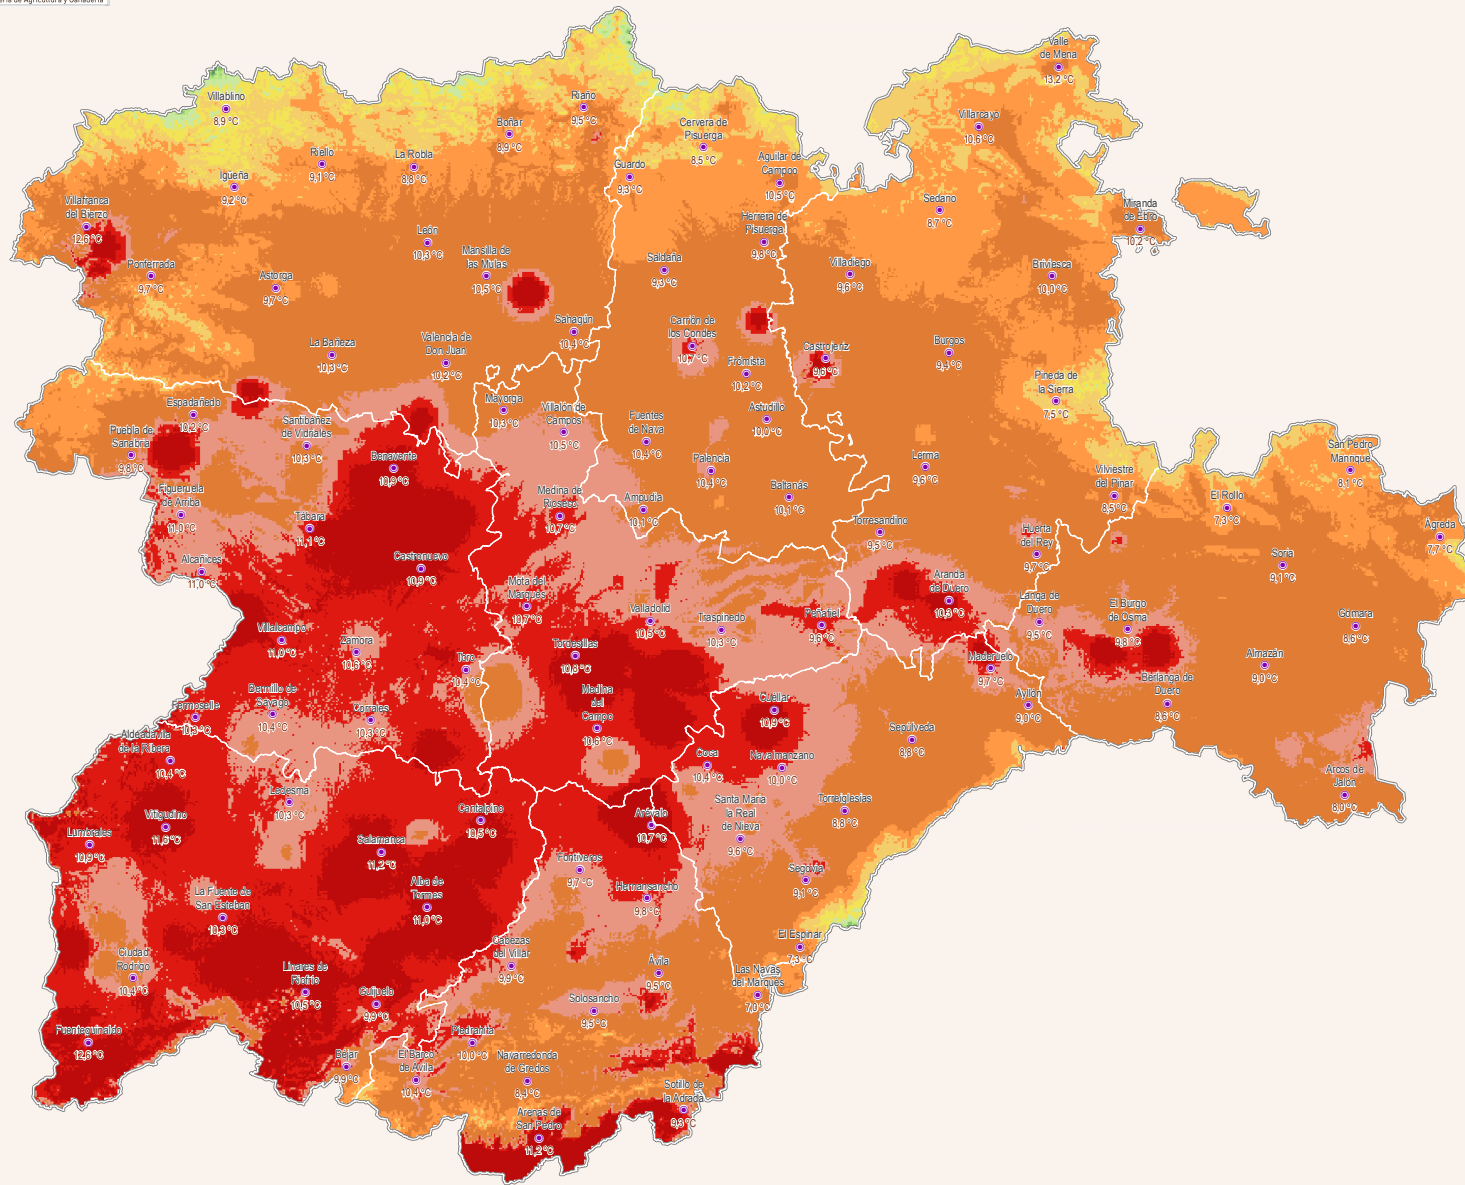 Valle
de Mena
13,2 °C
Villablino
8,9 °C
Riaño
9,5 °C
Boñar
8,9 °C
Villarcayo
10,6 °C
Cervera de
Pisuerga
8,5 °C
Riello
9,1 °C
La Robla
8,8 °C
Guardo
9,3 °C
Aguilar de
Campoo
10,5 °C
Igüeña
9,2 °C
Villafranca
del Bierzo
12,6 °C
Sedano
8,7 °C
Miranda
de Ebro
10,2 °C
León
10,3 °C
Herrera de
Pisuerga
9,8 °C
Mansilla de
las Mulas
10,5 °C
Ponferrada
9,7 °C
Astorga
9,7 °C
Saldaña
9,3 °C
Villadiego
9,6 °C
Briviesca
10,0 °C
Sahagún
10,4 °C
Carrión de
los Condes
10,7 °C
La Bañeza
10,3 °C
Valencia de
Don Juan
10,2 °C
Castrojeriz
9,6 °C
Burgos
9,4 °C
Frómista
10,2 °C
Pineda de
la Sierra
7,5 °C
Espadañedo
10,2 °C
Mayorga
10,3 °C
Villalón de
Campos
10,5 °C
Astudillo
10,0 °C
Santibáñez
de Vidriales
10,3 °C
Fuentes
de Nava
10,4 °C
Puebla de
Sanabria
9,8 °C
Benavente
10,9 °C
Palencia
10,4 °C
Lerma
9,6 °C
San Pedro
Manrique
8,1 °C
Vilviestre
del Pinar
8,5 °C
Baltanás
10,1 °C
Figueruela
de Arriba
11,0 °C
Tábara
11,1 °C
Medina de
Rioseco
10,7 °C
Ampudia
10,1 °C
El Rollo
7,3 °C
Torresandino
9,5 °C
Ágreda
7,7 °C
Huerta
del Rey
9,7 °C
Alcañices
11,0 °C
Castronuevo
10,9 °C
Soria
9,1 °C
Mota del
Marqués
10,7 °C
Aranda
de Duero
10,3 °C
Langa de
Duero
9,5 °C
Valladolid
10,5 °C
Traspinedo
10,3 °C
Peñafiel
9,6 °C
El Burgo
de Osma
9,8 °C
Gómara
8,6 °C
Villalcampo
11,0 °C
Zamora
10,6 °C
Toro
10,4 °C
Tordesillas
10,8 °C
Maderuelo
9,7 °C
Almazán
9,0 °C
Berlanga de
Duero
8,6 °C
Bermillo de
Sayago
10,4 °C
Fermoselle
10,3 °C
Corrales
10,3 °C
Medina
del
Campo
10,6 °C
Cuéllar
10,9 °C
Ayllón
9,0 °C
Sepúlveda
8,8 °C
Aldeadávila
de la Ribera
10,4 °C
Coca
10,4 °C
Navalmanzano
10,0 °C
Arcos de
Jalón
8,0 °C
Ledesma
10,3 °C
Vitigudino
11,6 °C
Cantalpino
10,5 °C
Arévalo
10,7 °C
Santa María
la Real
de Nieva
9,6 °C
Torreiglesias
8,8 °C
Lumbrales
10,9 °C
Salamanca
11,2 °C
Fontiveros
9,7 °C
Segovia
9,1 °C
Alba de
Tormes
11,0 °C
Hernansancho
9,8 °C
La Fuente de
San Esteban
10,3 °C
Cabezas
del Villar
9,9 °C
El Espinar
7,3 °C
Ciudad
Rodrigo
10,4 °C
Ávila
9,5 °C
Las Navas
del Marqués
7,0 °C
Linares de
Riofrío
10,5 °C
Guijuelo
9,9 °C
Solosancho
9,5 °C
Fuenteguinaldo
12,6 °C
Piedrahíta
10,0 °C
Béjar
9,9 °C
El Barco
de Ávila
10,4 °C
Navarredonda
de Gredos
8,4 °C
Sotillo de
la Adrada
9,3 °C
Arenas de
San Pedro
11,2 °C